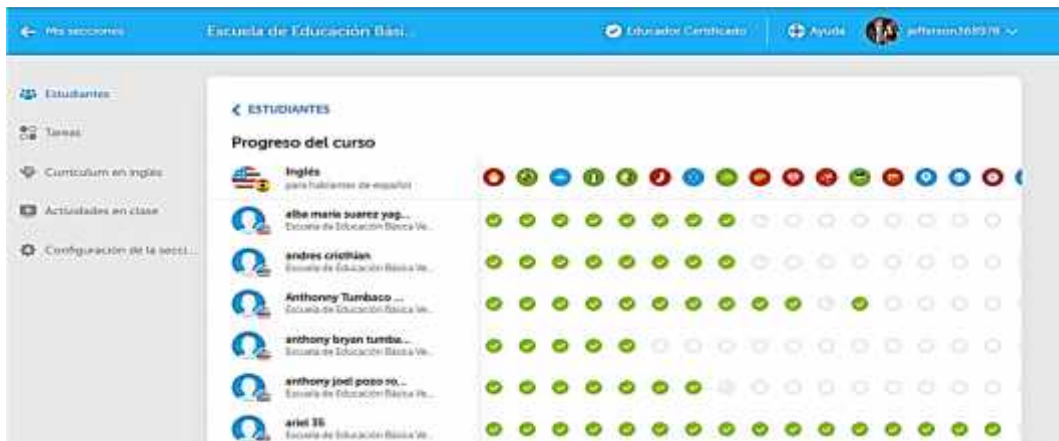 Mis secciones
Escuela de Educación Bási...
Educador Certificado
Ayuda
jefferson368978
Estudiantes
Tareas
Curriculum en inglés
Actividades en clase
Configuración de la secci...
ESTUDIANTES
Progreso del curso
Inglés
para hablantes de español
alba maria suarez yag...
Escuela de Educación Básica Ve...
andres cristhian
Escuela de Educación Básica Ve...
Anthonny Tumbaco ...
Escuela de Educación Básica Ve...
anthony bryan tumba...
Escuela de Educación Básica Ve...
anthony joel pozo ro...
Escuela de Educación Básica Ve...
ariel 35
Escuela de Educación Básica Ve...